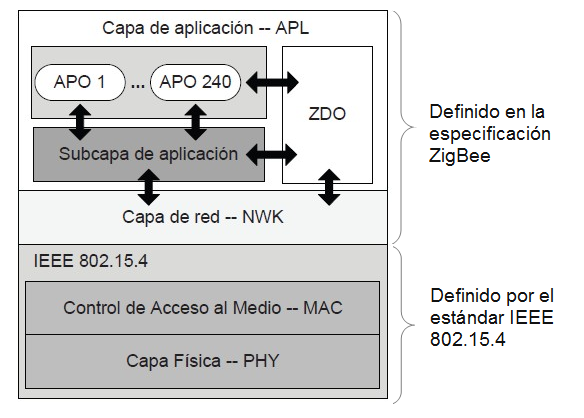 Capa de aplicación -- APL
APO 1 ... APO 240
ZDO
Subcapa de aplicación
Capa de red -- NWK
IEEE 802.15.4
Control de Acceso al Medio -- MAC
Capa Física -- PHY
Definido en la
especificación
ZigBee
Definido por el
estándar IEEE
802.15.4